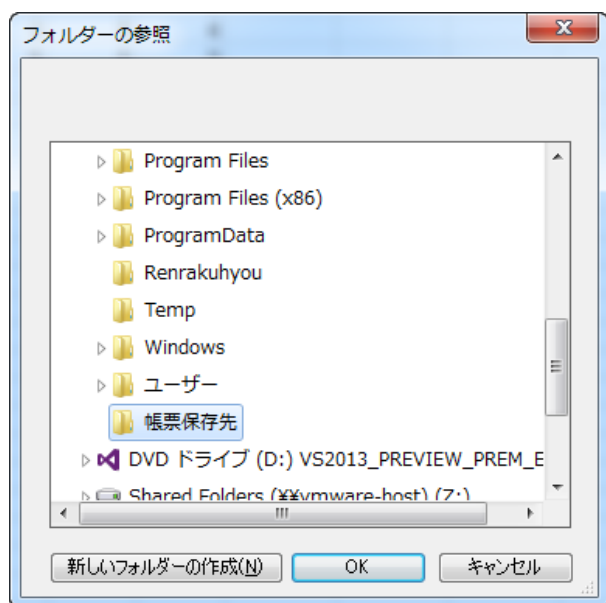 フォルダーの参照
Program Files
Program Files (x86)
ProgramData
Renrakuhyou
Temp
Windows
ユーザー
帳票保存先
DVD ドライブ (D:) VS2013_PREVIEW_PREM_E
Shared Folders (¥¥vmware-host) (Z:)
新しいフォルダーの作成(N) OK キャンセル